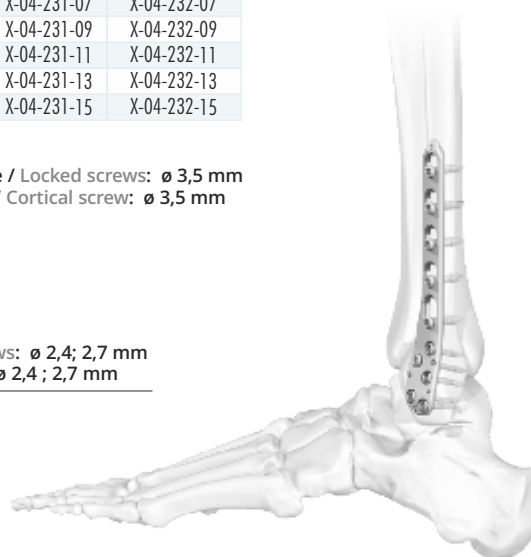 X-04-231-07 X-04-232-07
X-04-231-09 X-04-232-09
X-04-231-11 X-04-232-11
X-04-231-13 X-04-232-13
X-04-231-15 X-04-232-15
/ Locked screws: ø 3,5 mm
/ Cortical screw: ø 3,5 mm
ø 2,4; 2,7 mm
ø 2,4 ; 2,7 mm